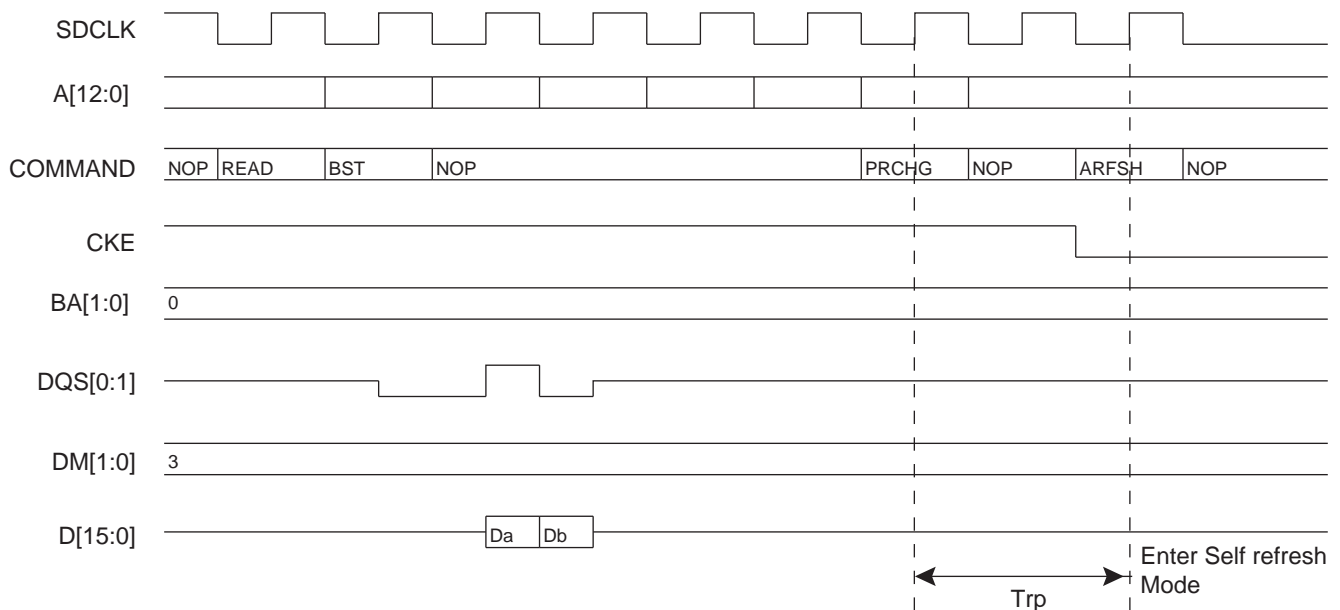 SDCLK
A[12:0]
COMMAND NOP READ BST NOP PRCHG NOP ARFSH NOP
CKE
BA[1:0] 0
DQS[0:1]
DM[1:0] 3
D[15:0] Da Db
Enter Self refresh
Mode
Trp